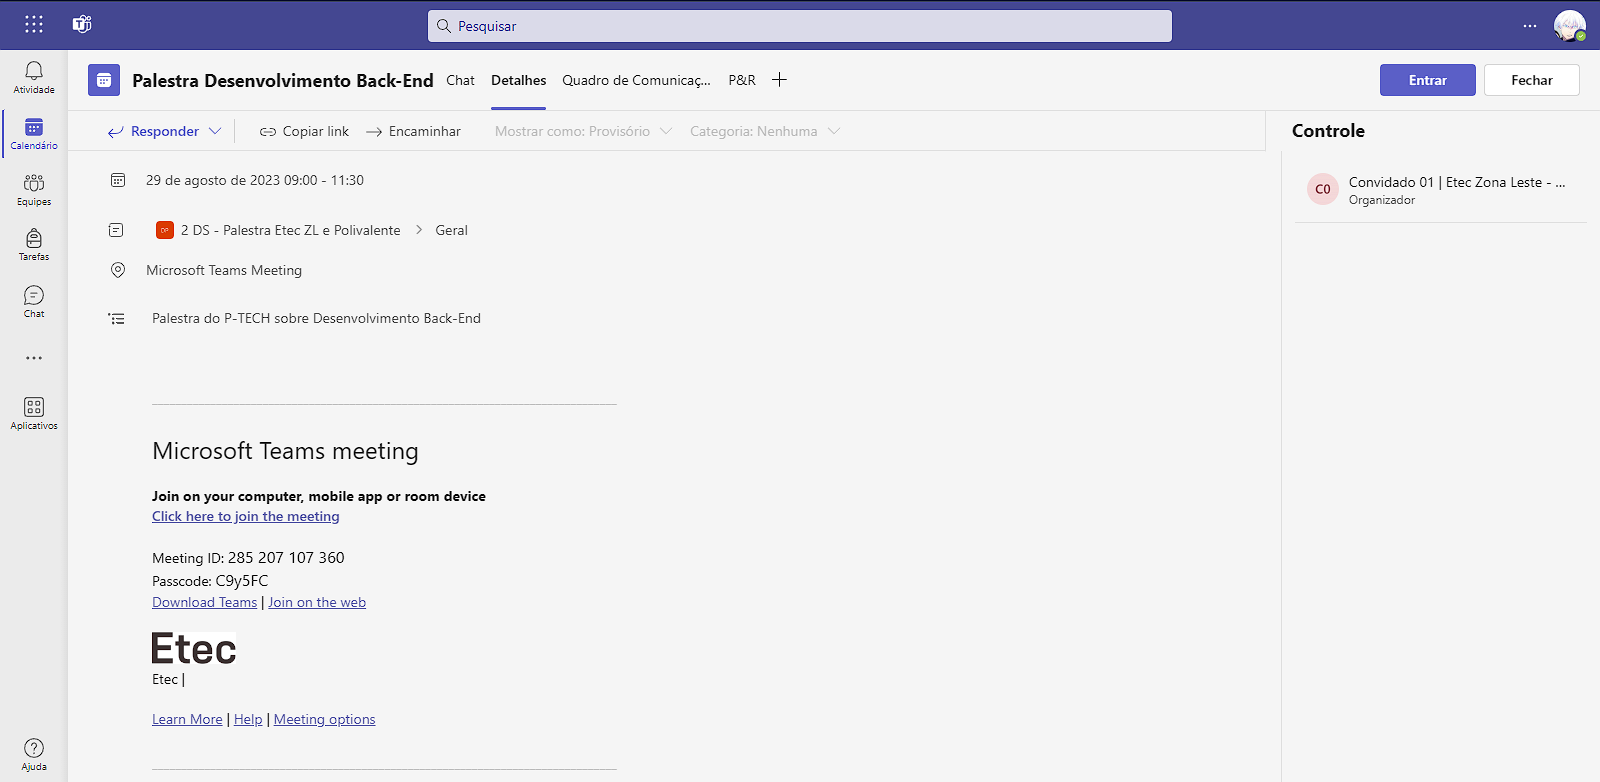 Pesquisar
Atividade
Calendário
Equipes
Tarefas
Chat
Aplicativos
Ajuda
Palestra Desenvolvimento Back-End Chat Detalhes Quadro de Comunicaç... P&R
Entrar Fechar
Responder Copiar link Encaminhar Mostrar como: Provisório Categoria: Nenhuma
29 de agosto de 2023 09:00 - 11:30
DP 2 DS - Palestra Etec ZL e Polivalente > Geral
Microsoft Teams Meeting
Palestra do P-TECH sobre Desenvolvimento Back-End
Microsoft Teams meeting
Join on your computer, mobile app or room device
Click here to join the meeting
Meeting ID: 285 207 107 360
Passcode: C9y5FC
Download Teams | Join on the web
Etec
Etec |
Learn More | Help | Meeting options
Controle
C0 Convidado 01 | Etec Zona Leste - ...
Organizador